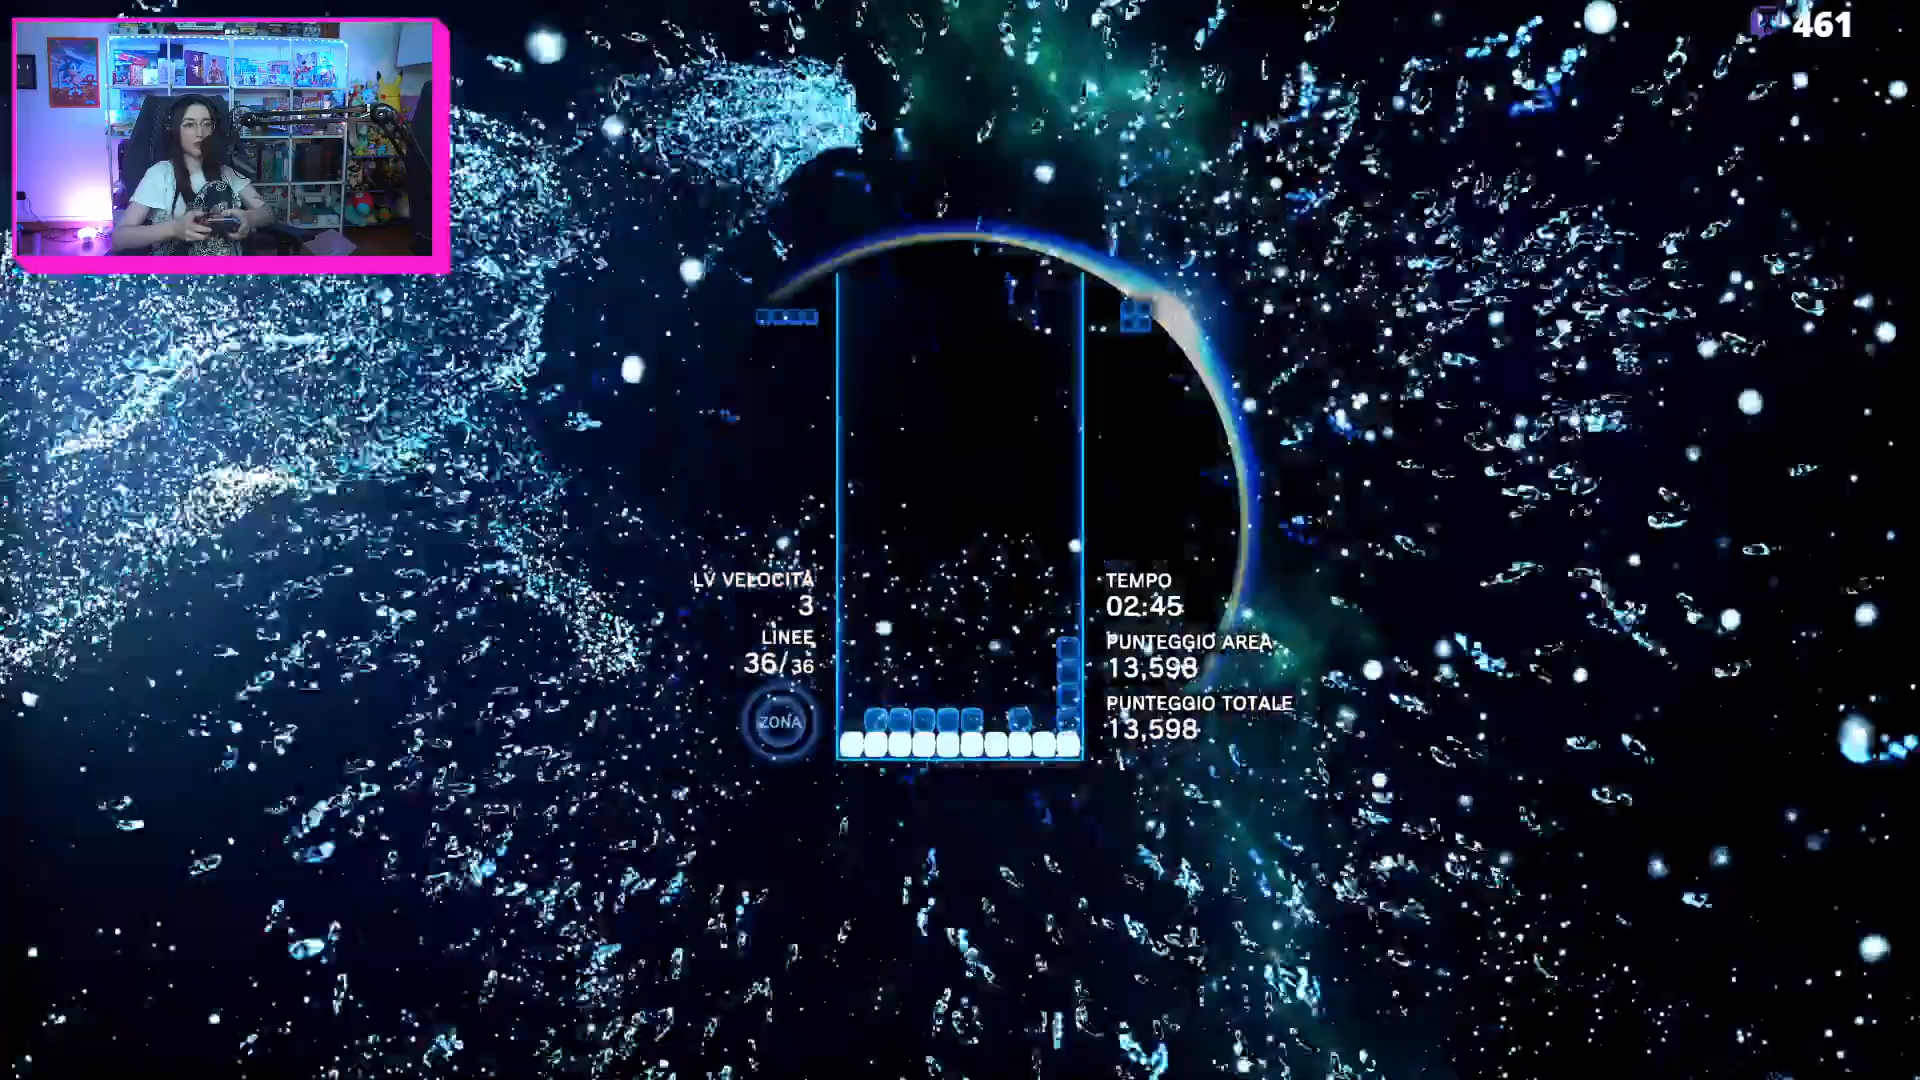 461
LV VELOCITÀ
3
LINEE
36/36
ZONA
TEMPO
02:45
PUNTEGGIO AREA
13,598
PUNTEGGIO TOTALE
13,598